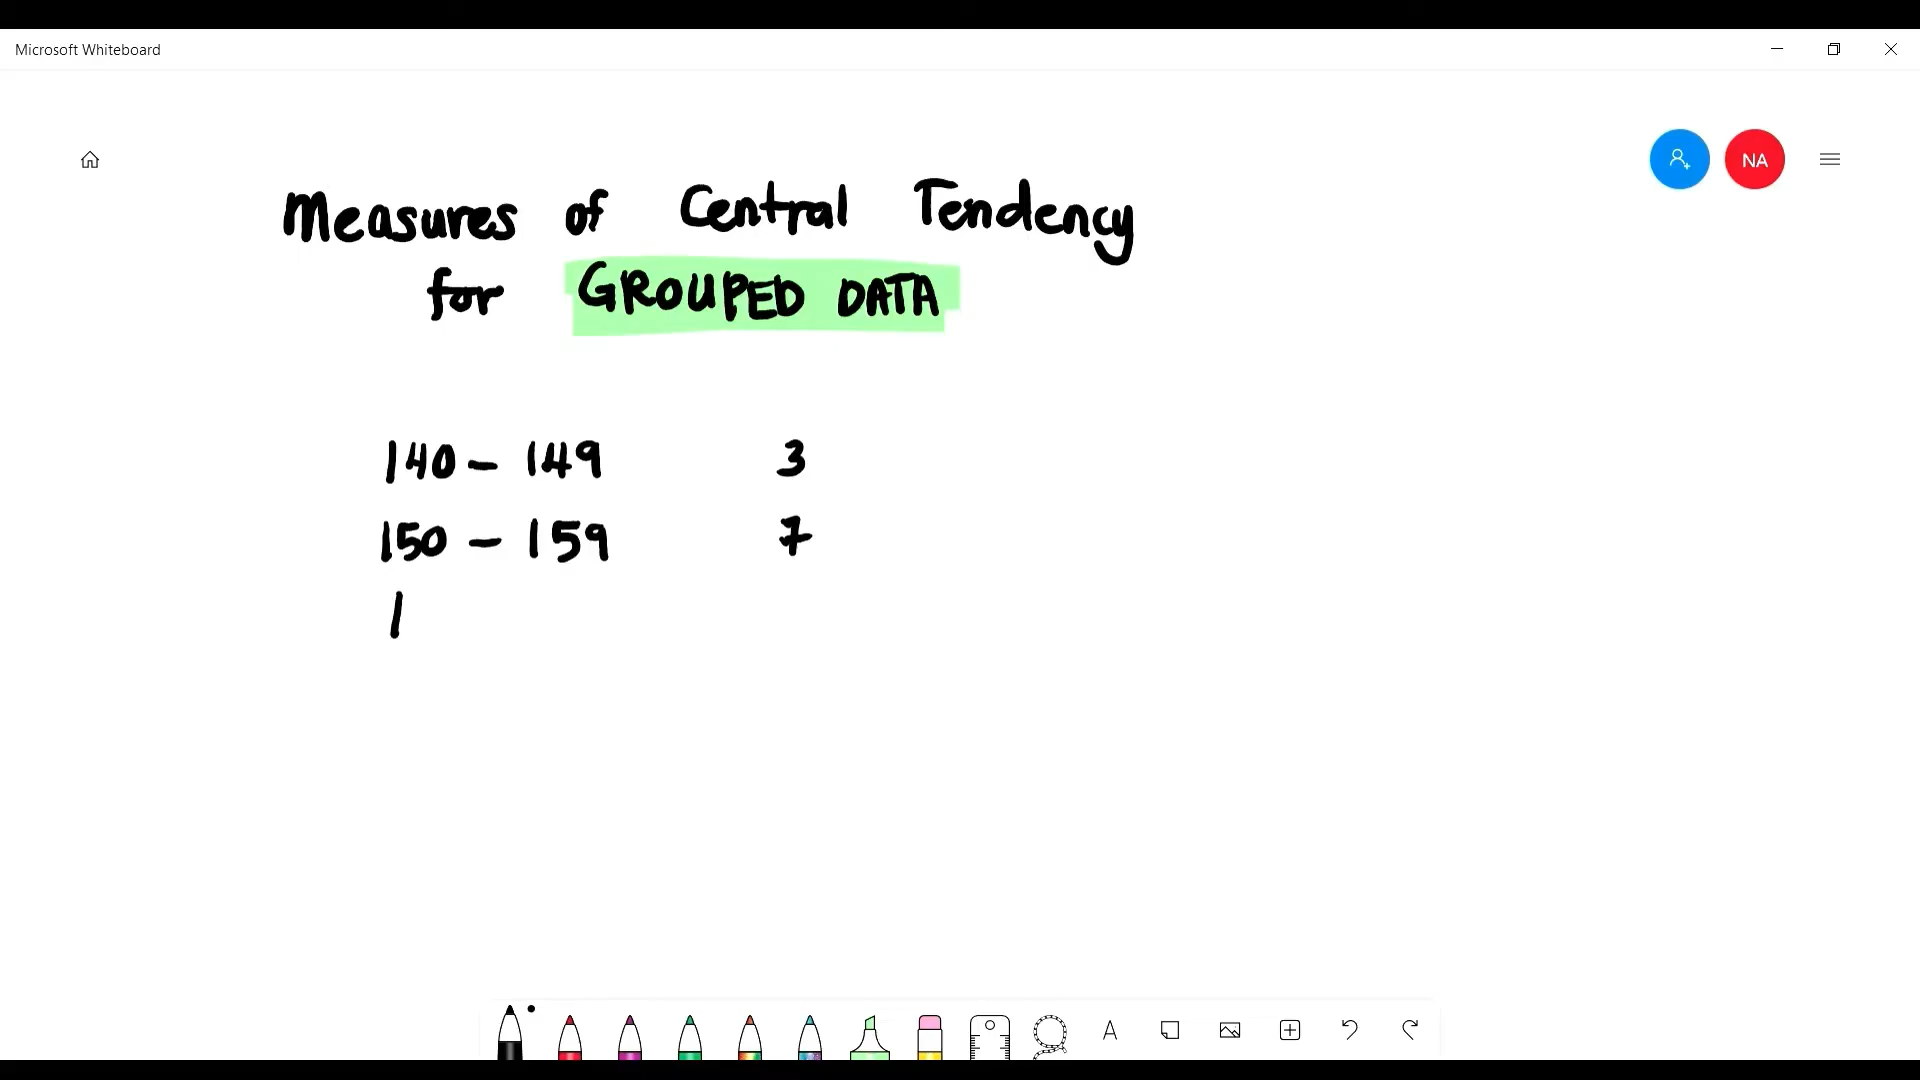 Microsoft Whiteboard
NA
Measures of Central Tendency
for GROUPED DATA
140 - 149 3
150 - 159 7
1